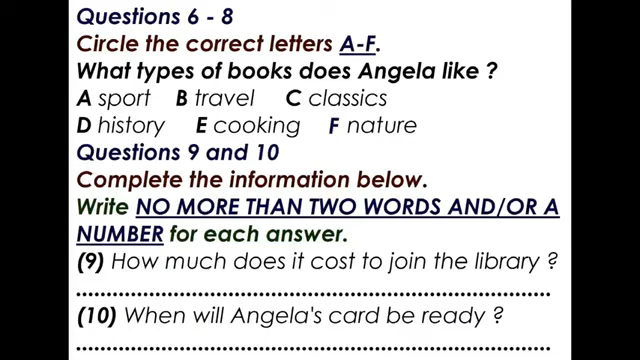 Questions 6 - 8
Circle the correct letters A-F.
What types of books does Angela like ?
A sport B travel C classics
D history E cooking F nature
Questions 9 and 10
Complete the information below.
Write NO MORE THAN TWO WORDS AND/OR A
NUMBER for each answer.
(9) How much does it cost to join the library ?
..........................................................................
(10) When will Angela's card be ready ?
..........................................................................